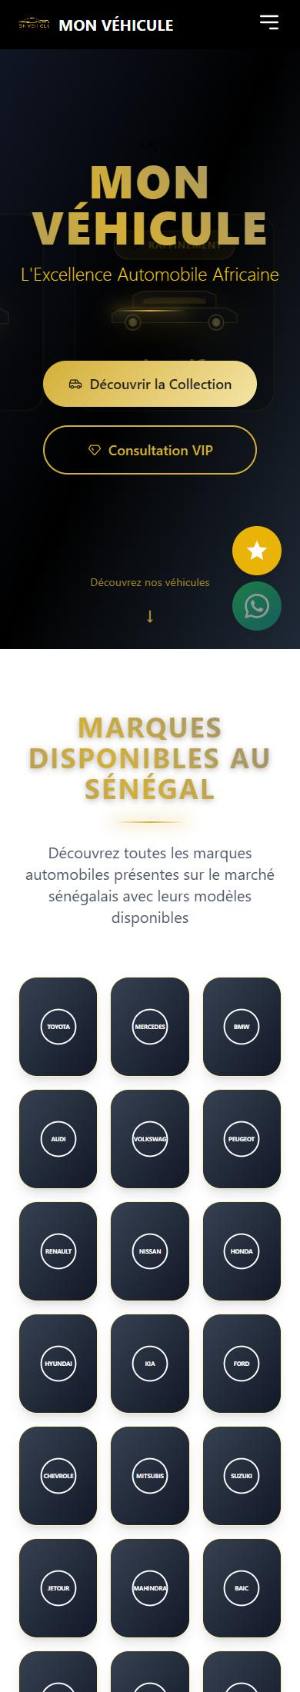 MON VÉHICULE
MON
VÉHICULE
RAFFINEMENT
L'Excellence Automobile Africaine
Découvrir la Collection
Consultation VIP
Découvrez nos véhicules
↓
MARQUES
DISPONIBLES AU
SÉNÉGAL
Découvrez toutes les marques
automobiles présentes sur le marché
sénégalais avec leurs modèles
disponibles
TOYOTA MERCEDES BMW
AUDI VOLKSWAG PEUGEOT
RENAULT NISSAN HONDA
HYUNDAI KIA FORD
CHEVROLE MITSUBIS SUZUKI
JETOUR MAHINDRA BAIC